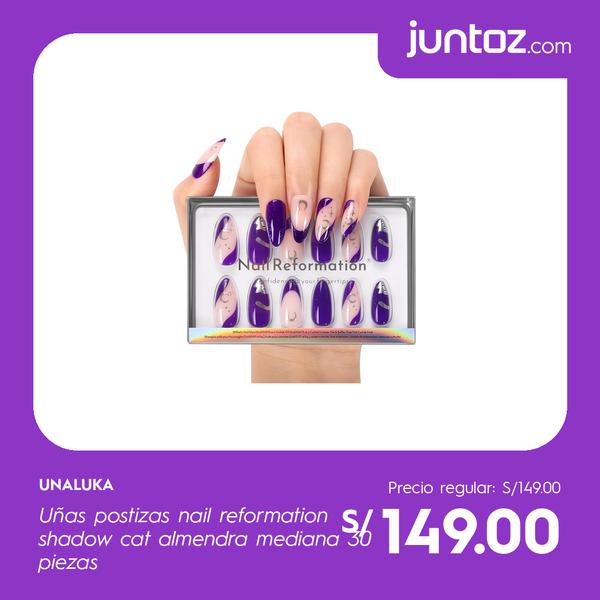 juntoz.com
Nail Reformation®
UNALUKA
Uñas postizas nail reformation
shadow cat almendra mediana 30
piezas
Precio regular: S/149.00
S/ 149.00